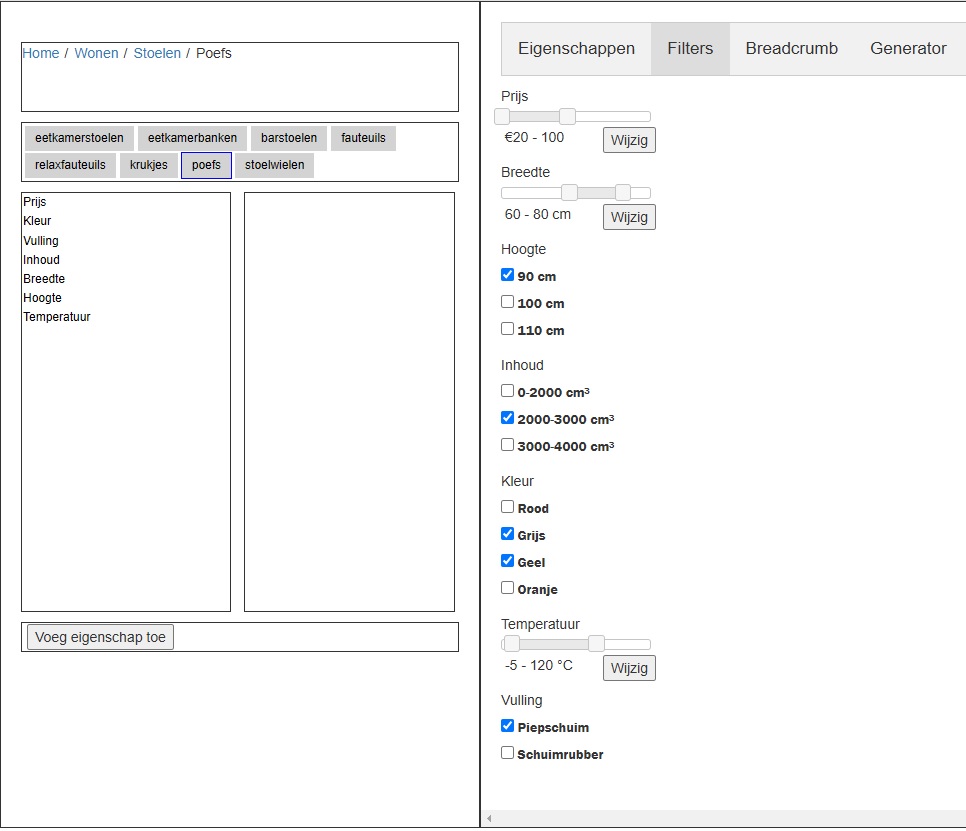 Home / Wonen / Stoelen / Poefs
eetkamerstoelen eetkamerbanken barstoelen fauteuils
relaxfauteuils krukjes poefs stoelwielen
Prijs
Kleur
Vulling
Inhoud
Breedte
Hoogte
Temperatuur
Voeg eigenschap toe
Eigenschappen Filters Breadcrumb Generator
Prijs
€20 - 100 Wijzig
Breedte
60 - 80 cm Wijzig
Hoogte
90 cm
100 cm
110 cm
Inhoud
0-2000 cm³
2000-3000 cm³
3000-4000 cm³
Kleur
Rood
Grijs
Geel
Oranje
Temperatuur
-5 - 120 °C Wijzig
Vulling
Piepschuim
Schuimrubber